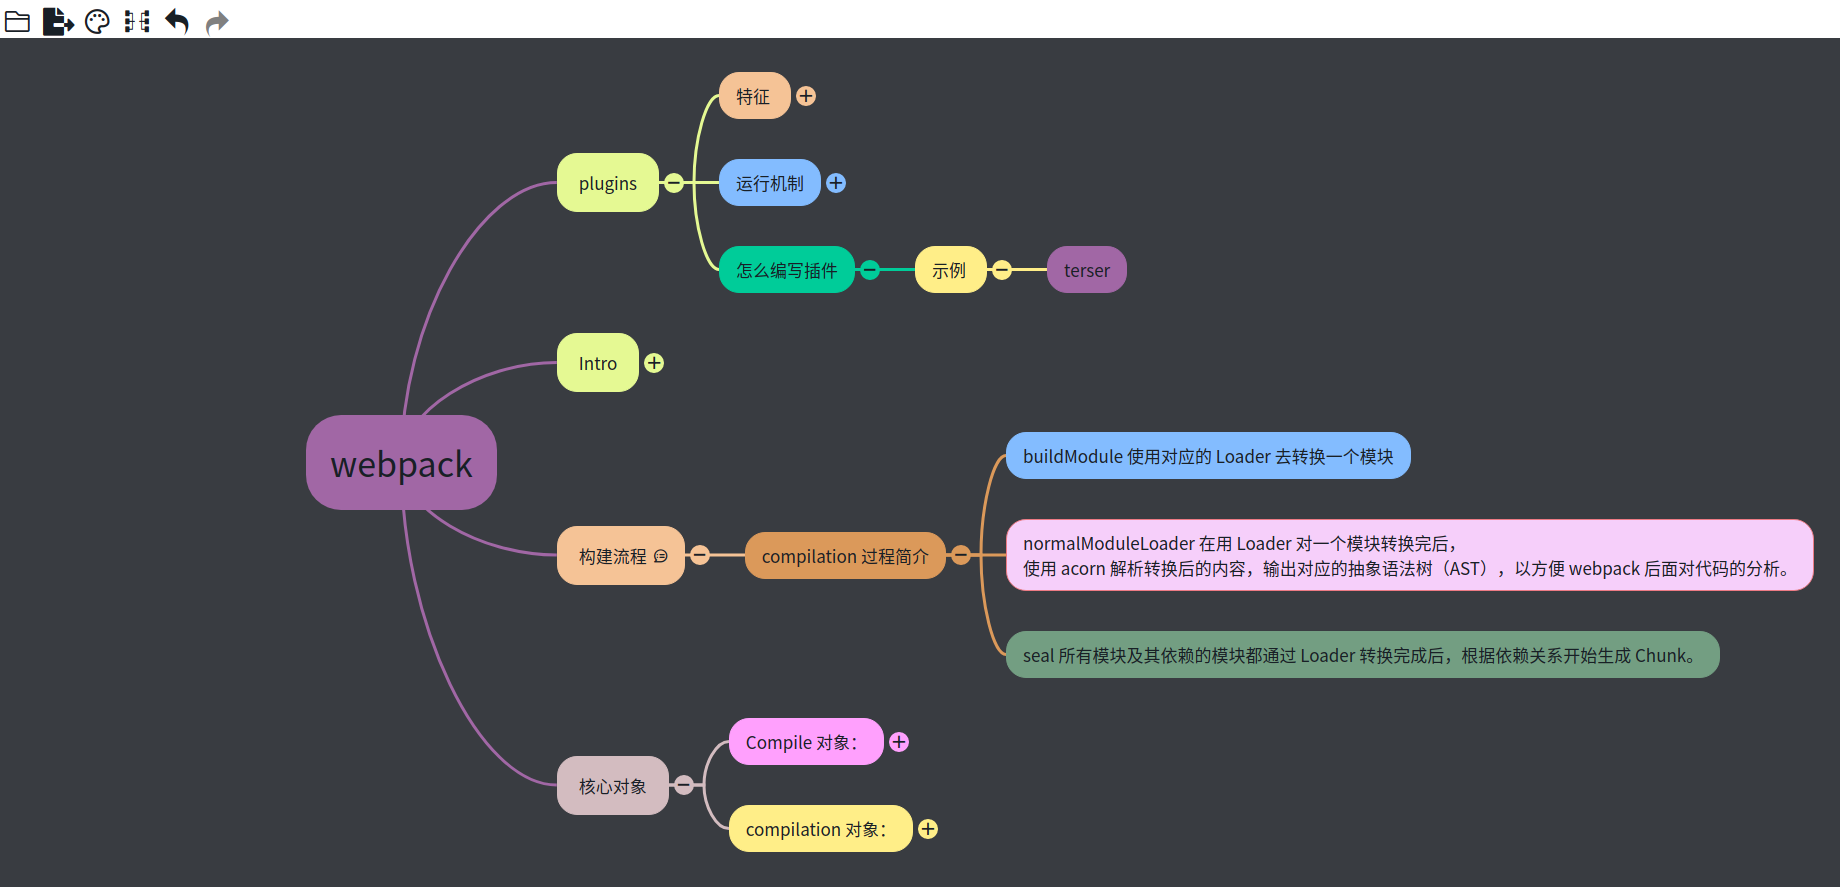 特征
plugins
运行机制
怎么编写插件
示例
terser
Intro
webpack
构建流程
compilation 过程简介
buildModule 使用对应的 Loader 去转换一个模块
normalModuleLoader 在用 Loader 对一个模块转换完后，
使用 acorn 解析转换后的内容，输出对应的抽象语法树（AST），以方便 webpack 后面对代码的分析。
seal 所有模块及其依赖的模块都通过 Loader 转换完成后，根据依赖关系开始生成 Chunk。
核心对象
Compile 对象：
compilation 对象：